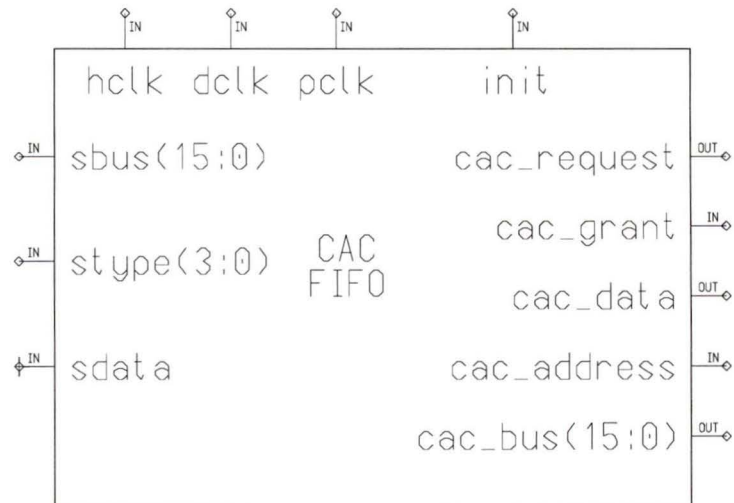 IN IN IN IN
hclk dclk pclk init
IN sbus(15:0) cac_request OUT
cac_grant IN
IN stype(3:0) CAC
FIFO
cac_data OUT
IN sdata cac_address IN
cac_bus(15:0) OUT